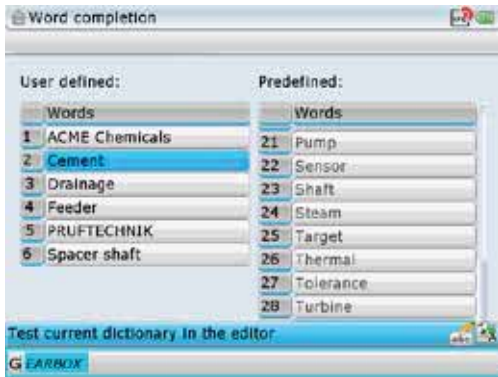 Word completion
User defined:
Words
1 ACME Chemicals
2 Cement
3 Drainage
4 Feeder
5 PRUFTECHNIK
6 Spacer shaft
Predefined:
Words
21 Pump
22 Sensor
23 Shaft
24 Steam
25 Target
26 Thermal
27 Tolerance
28 Turbine
Test current dictionary in the editor
GEARBOX